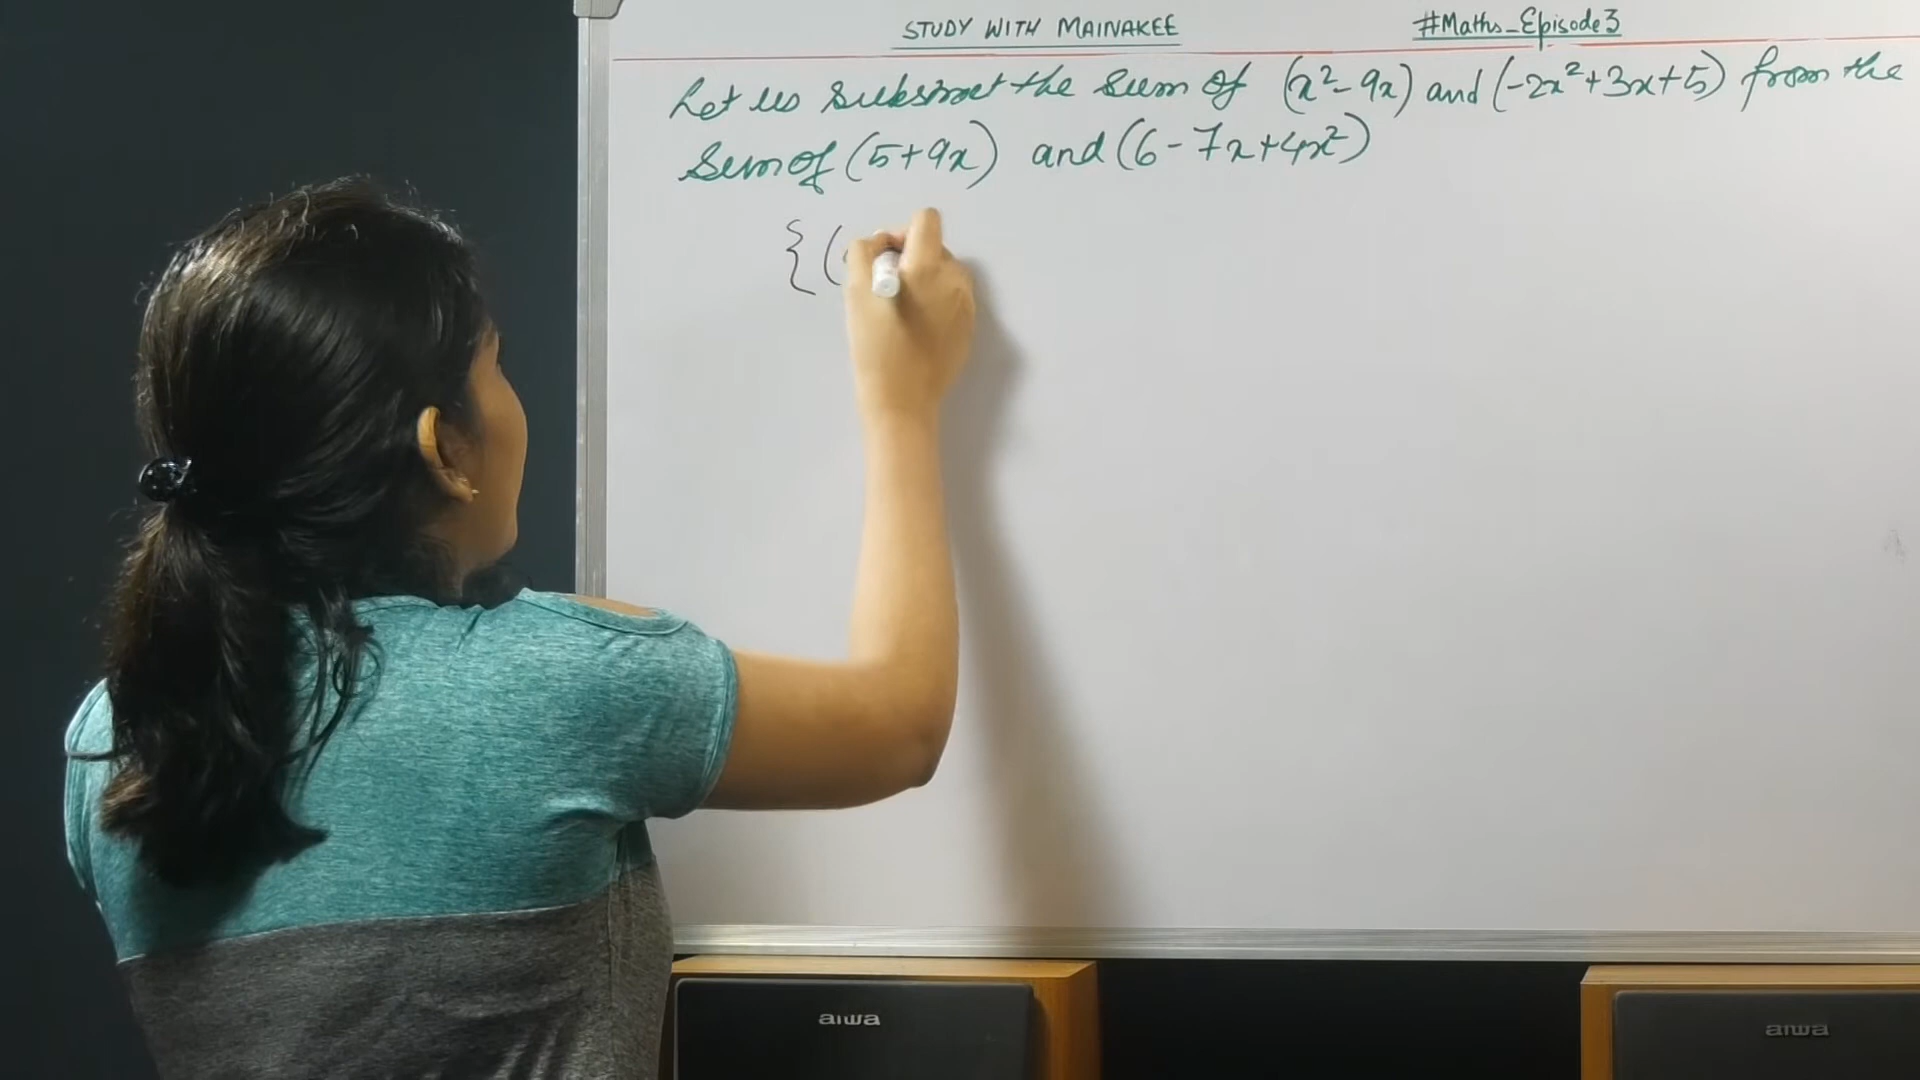 STUDY WITH MAINAKEE
#Maths_Episode3
Let us substract the sum of (x²-9x) and (-2x²+3x+5) from the
Sum of (5+9x) and (6-7x+4x²)
{(
aiwa
aiwa